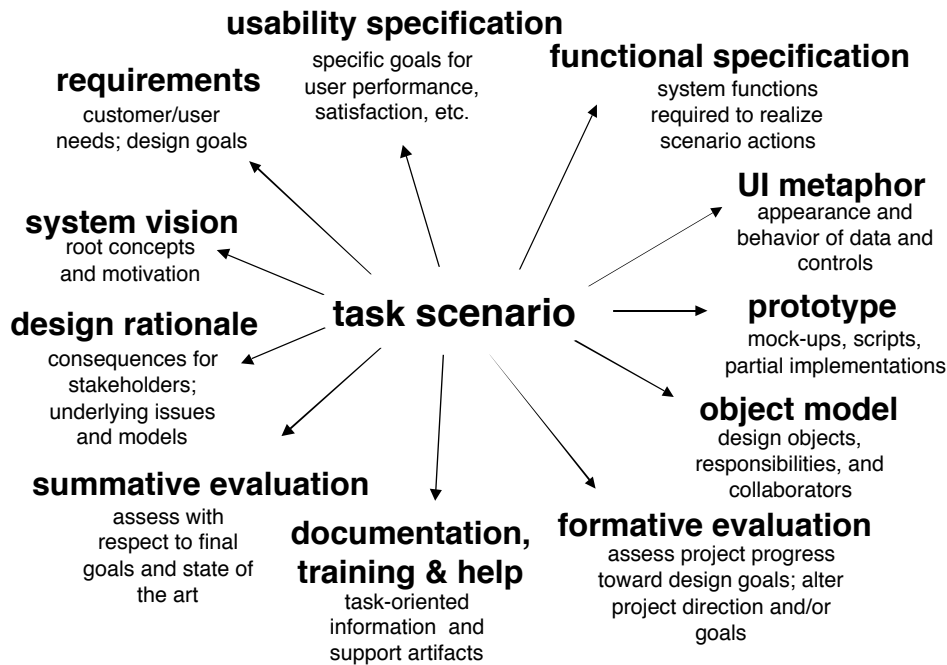 usability specification
specific goals for
user performance,
satisfaction, etc.
functional specification
system functions
required to realize
scenario actions
requirements
customer/user
needs; design goals
UI metaphor
appearance and
behavior of data and
controls
system vision
root concepts
and motivation
task scenario
prototype
mock-ups, scripts,
partial implementations
design rationale
consequences for
stakeholders;
underlying issues
and models
object model
design objects,
responsibilities, and
collaborators
summative evaluation
assess with
respect to final
goals and state of
the art
documentation,
training & help
task-oriented
information and
support artifacts
formative evaluation
assess project progress
toward design goals; alter
project direction and/or
goals